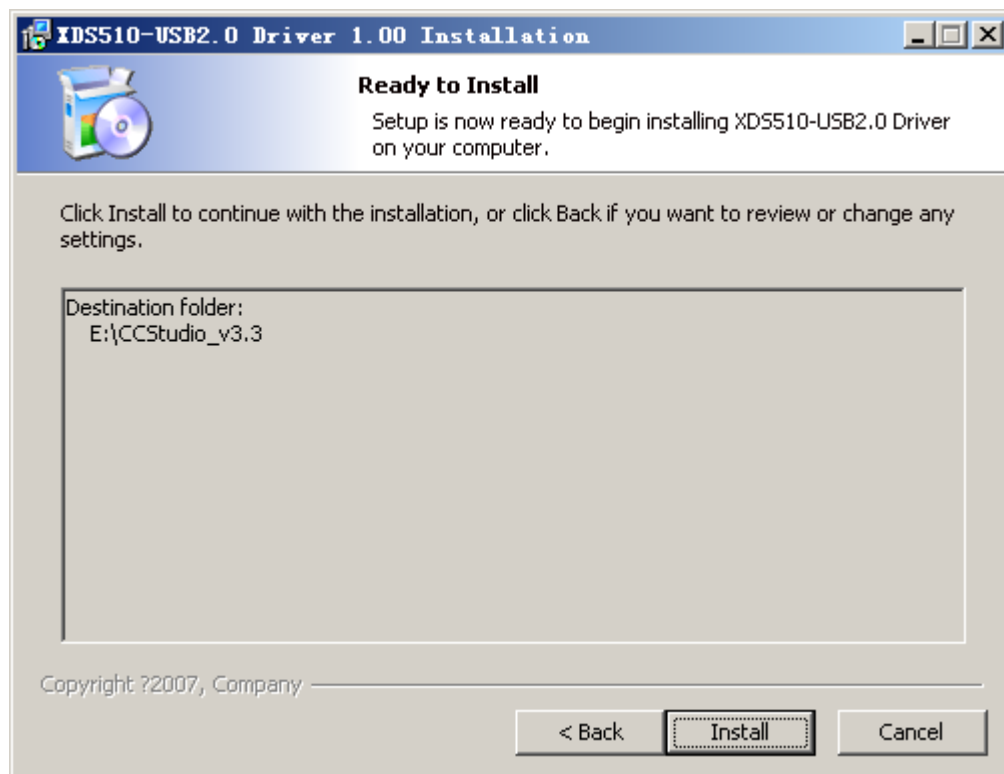 XDS510-USB2.0 Driver 1.00 Installation
Ready to Install
Setup is now ready to begin installing XDS510-USB2.0 Driver
on your computer.
Click Install to continue with the installation, or click Back if you want to review or change any
settings.
Destination folder:
E:\CCStudio_v3.3
Copyright ?2007, Company
< Back
Install
Cancel